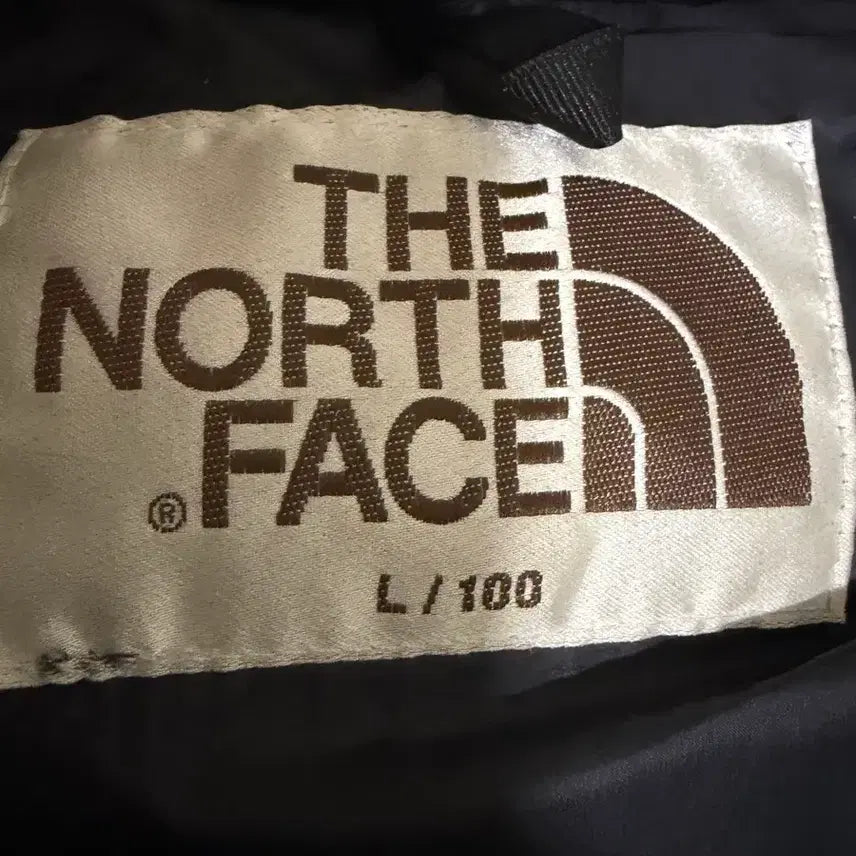 THE
NORTH
FACE
®
L / 100